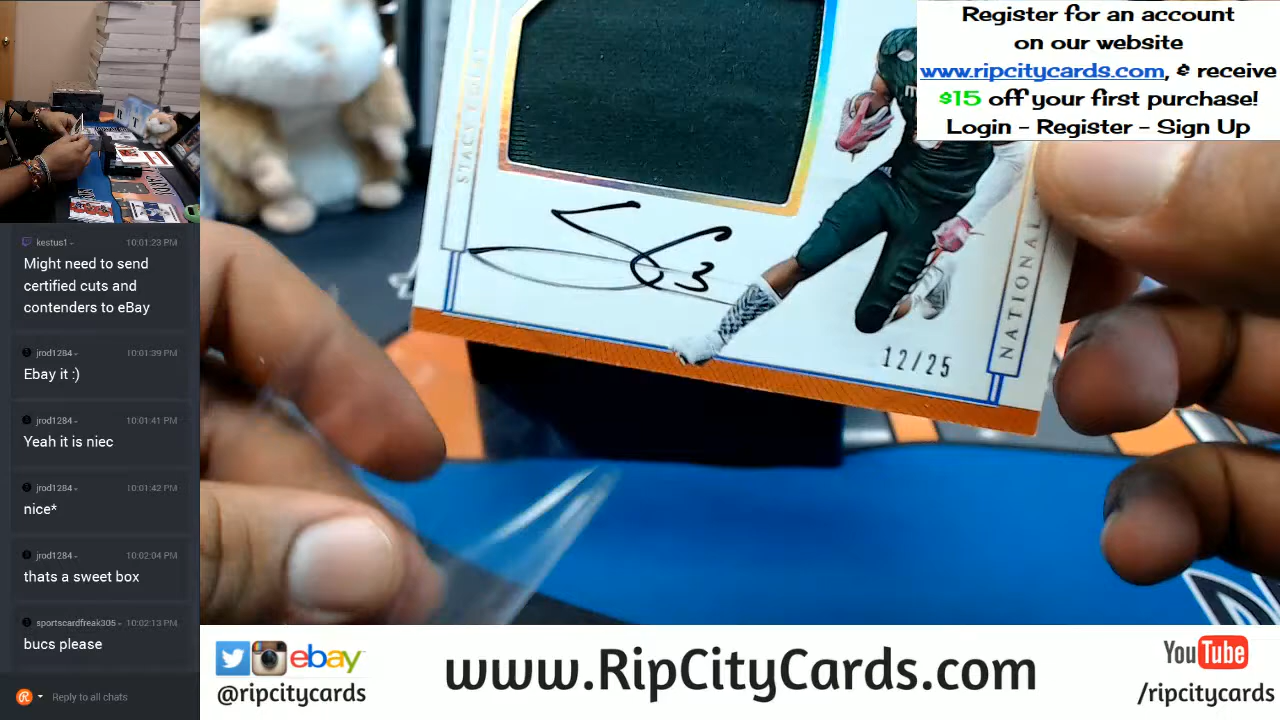 Register for an account
on our website
www.ripcitycards.com, & receive
$15 off your first purchase!
Login - Register - Sign Up
kestus1 10:01:23 PM
Might need to send
certified cuts and
contenders to eBay
jrod1284 10:01:39 PM
Ebay it :)
jrod1284 10:01:41 PM
Yeah it is niec
jrod1284 10:01:42 PM
nice*
jrod1284 10:02:04 PM
thats a sweet box
sportscardfreak305 10:02:13 PM
bucs please
Reply to all chats
STACY
3
12/25
NATIONAL
ebay
@ripcitycards
www.RipCityCards.com
YouTube
/ripcitycards